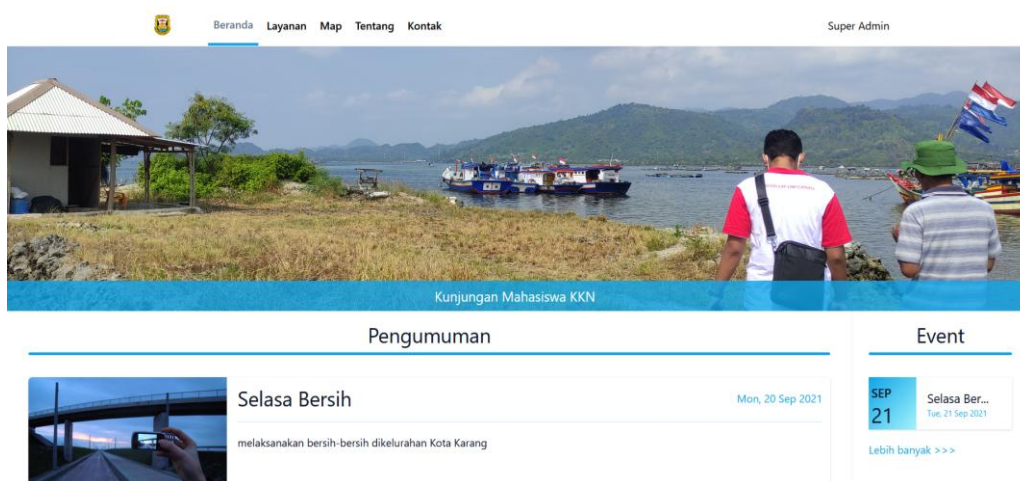 Beranda Layanan Map Tentang Kontak Super Admin
Kunjungan Mahasiswa KKN
Pengumuman
Selasa Bersih
Mon, 20 Sep 2021
melaksanakan bersih-bersih dikelurahan Kota Karang
Event
SEP
21
Selasa Ber...
Tue, 21 Sep 2021
Lebih banyak >>>